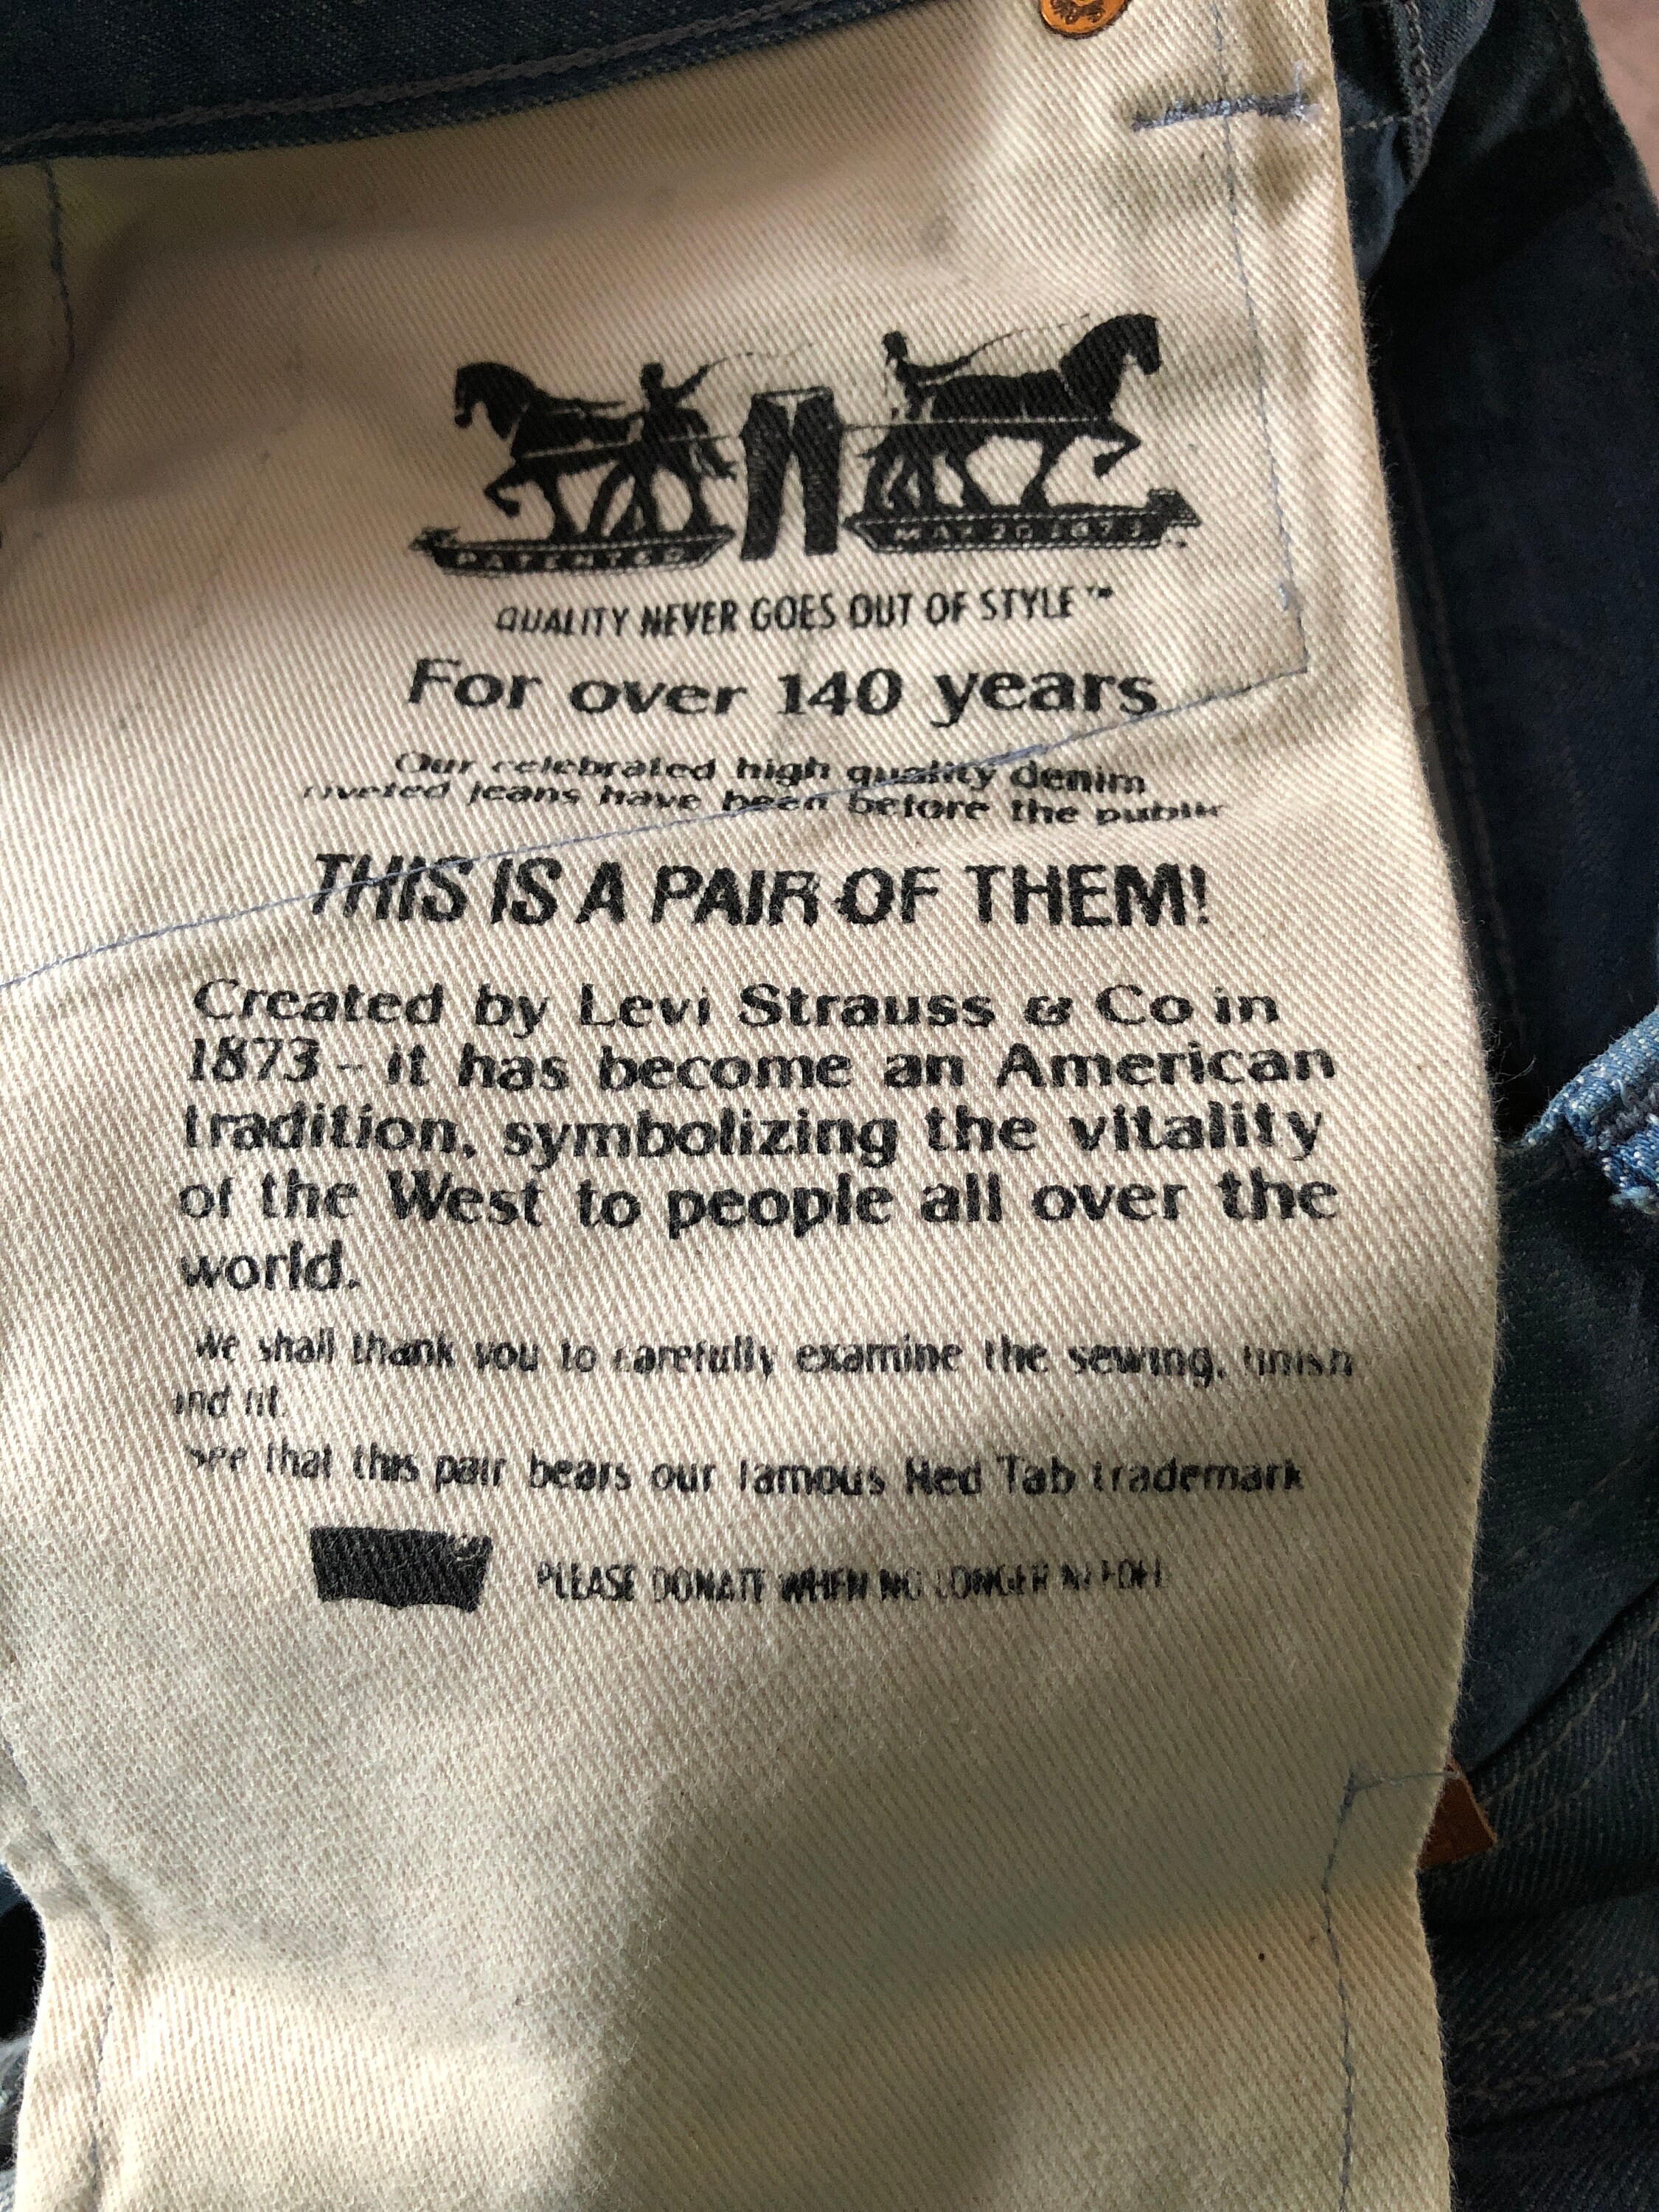 PATENTED MAY 20 1873
QUALITY NEVER GOES OUT OF STYLE™
For over 140 years
Our celebrated high quality denim
riveted jeans have been before the public
THIS IS A PAIR OF THEM!
Created by Levi Strauss & Co in
1873 – it has become an American
tradition, symbolizing the vitality
of the West to people all over the
world.
We shall thank you to carefully examine the sewing, finish
and fit.
See that this pair bears our famous Red Tab trademark
PLEASE DONATE WHEN NO LONGER NEEDED